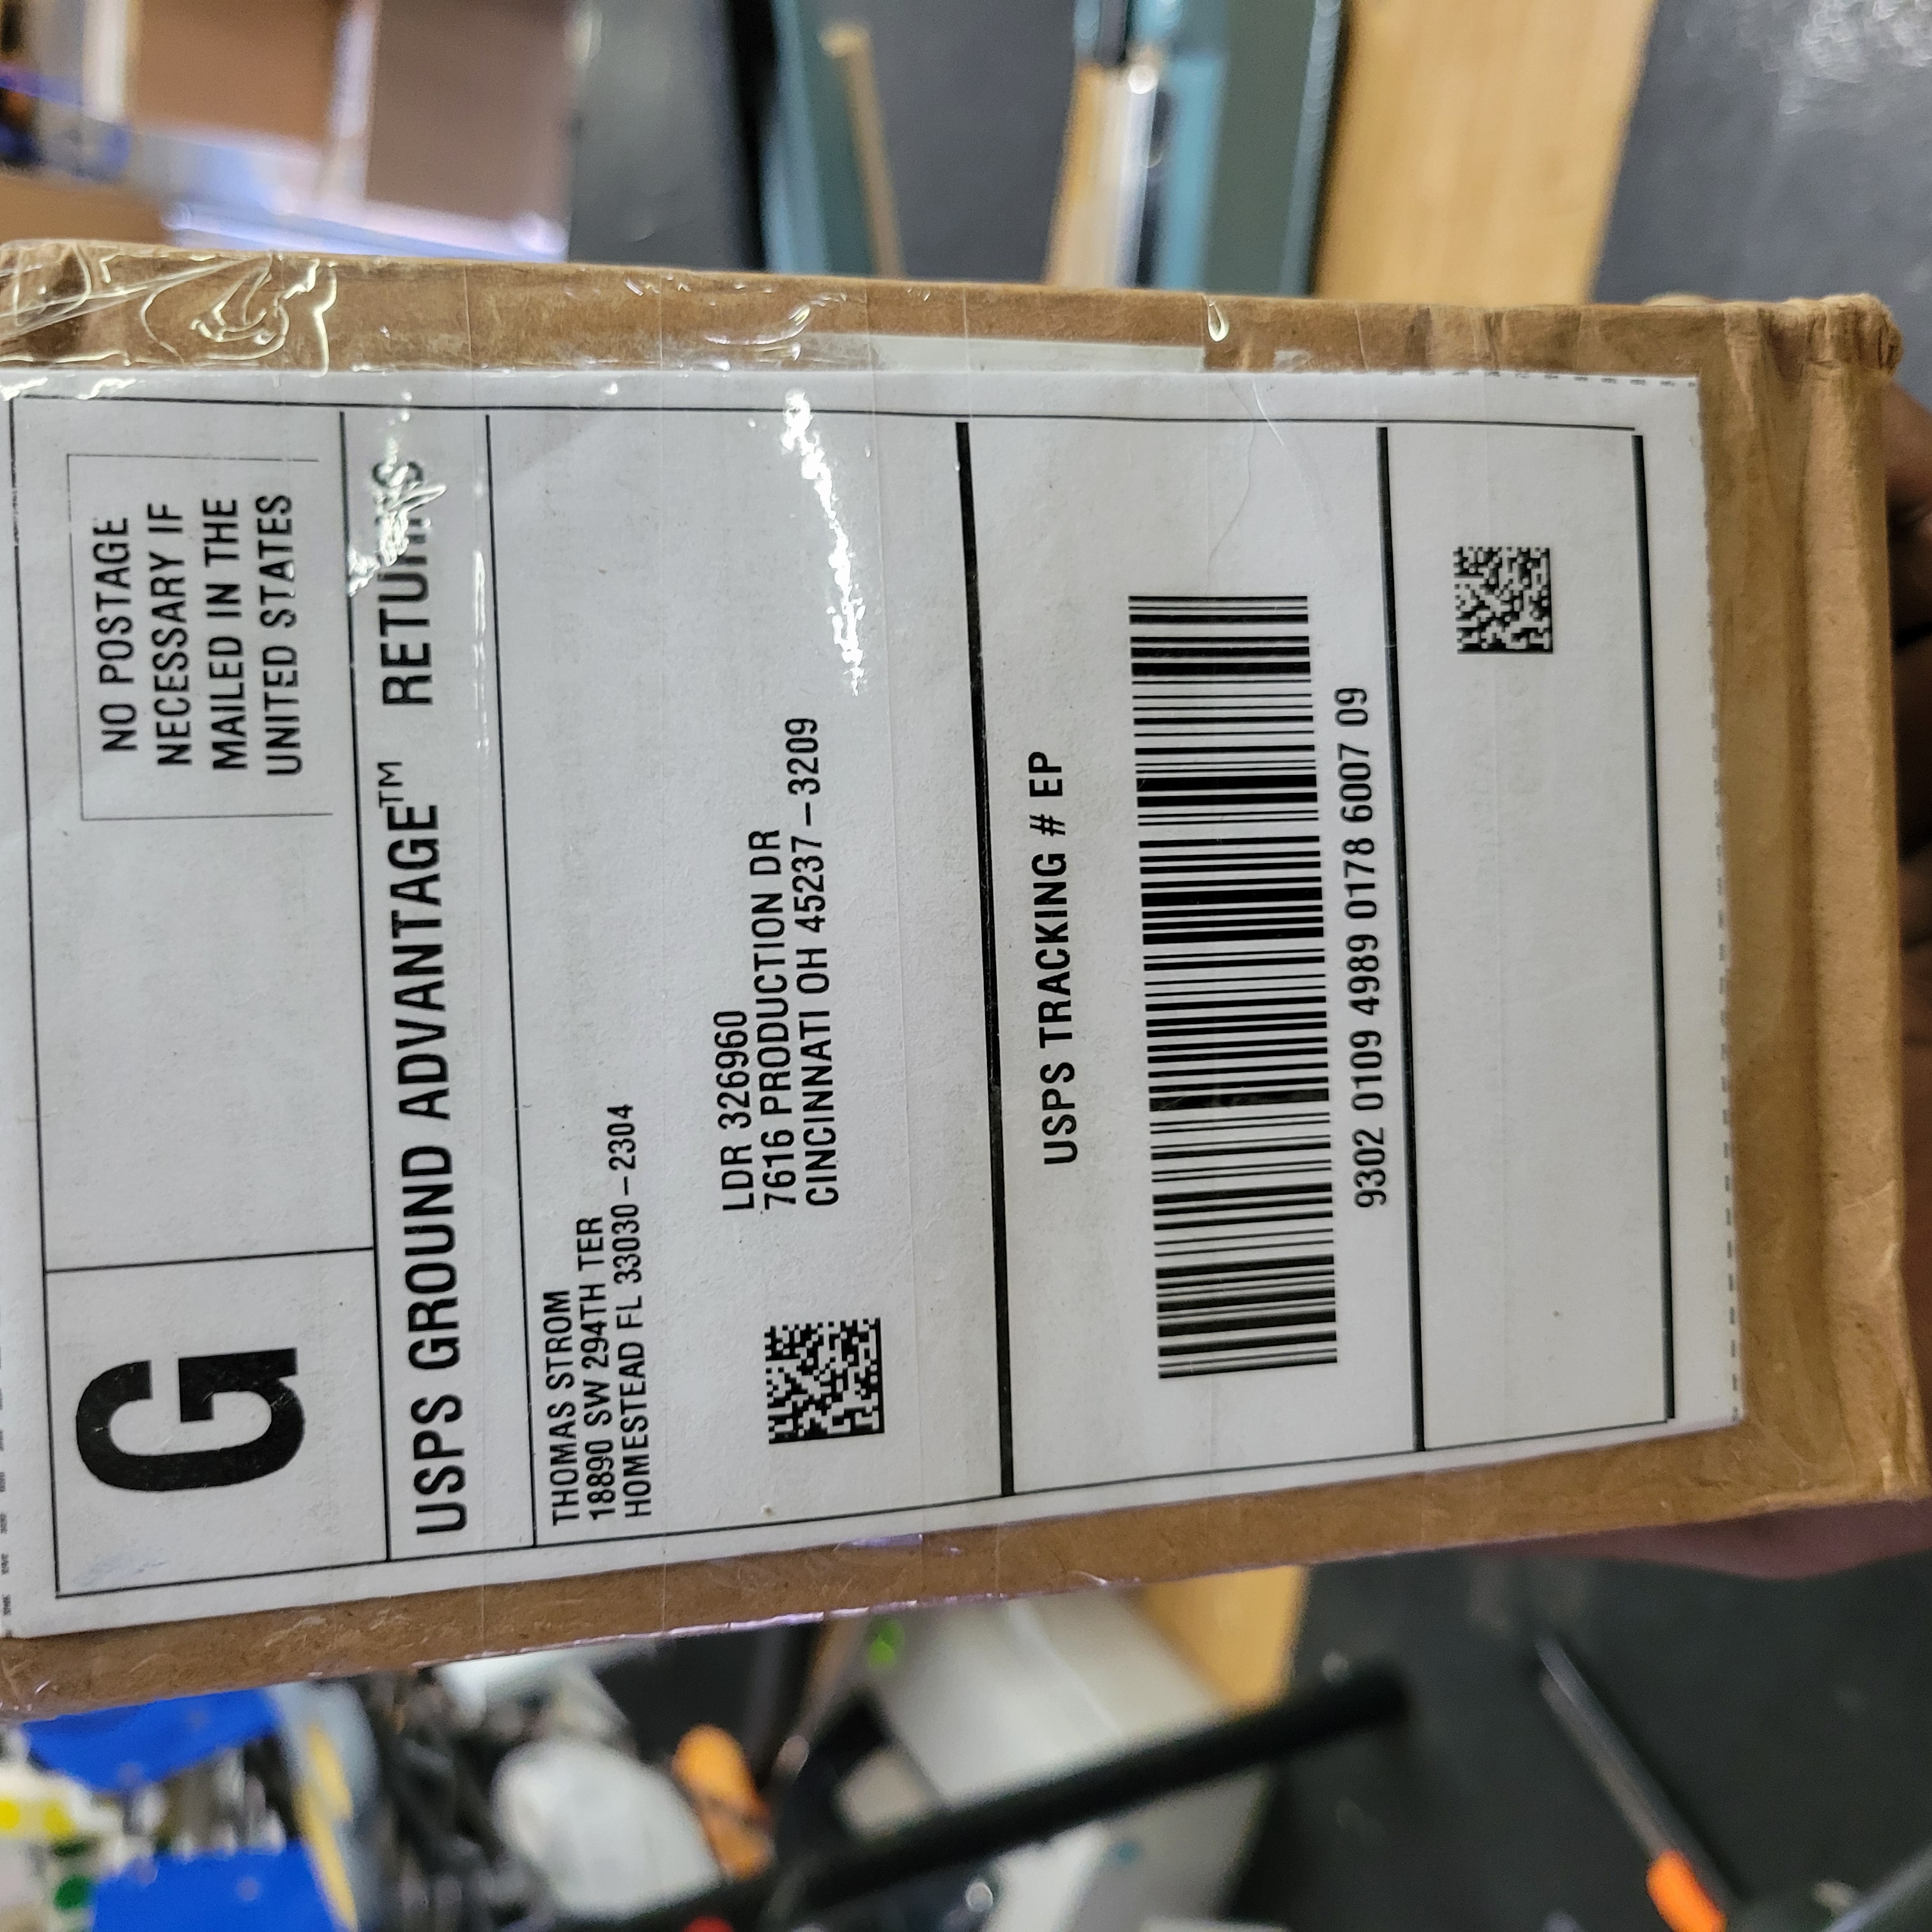 G
NO POSTAGE
NECESSARY IF
MAILED IN THE
UNITED STATES
USPS GROUND ADVANTAGE™ RETURNS
THOMAS STROM
18890 SW 294TH TER
HOMESTEAD FL 33030-2304
LDR 326960
7616 PRODUCTION DR
CINCINNATI OH 45237-3209
USPS TRACKING # EP
9302 0109 4989 0178 6007 09